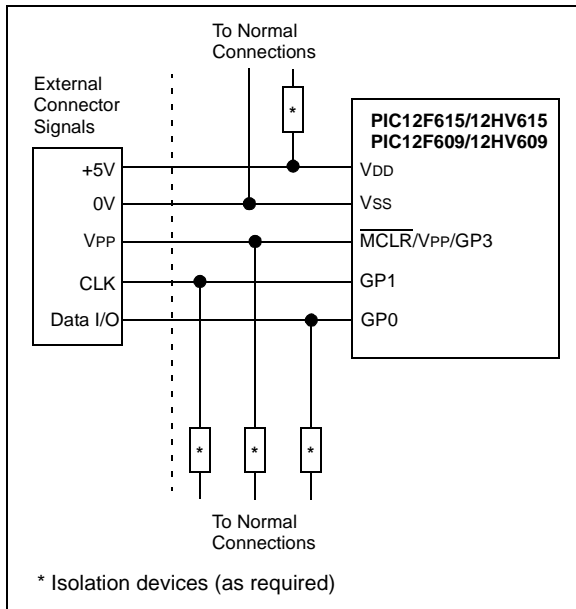 To Normal
Connections
External
Connector
Signals
*
PIC12F615/12HV615
PIC12F609/12HV609
+5V
VDD
0V
VSS
VPP
MCLR/VPP/GP3
CLK
GP1
Data I/O
GP0
*
*
*
To Normal
Connections
* Isolation devices (as required)